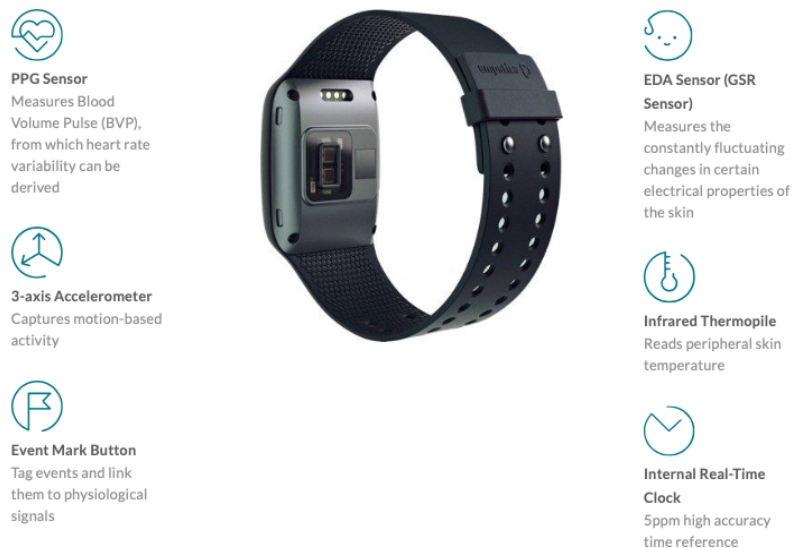 PPG Sensor
Measures Blood
Volume Pulse (BVP),
from which heart rate
variability can be
derived
3-axis Accelerometer
Captures motion-based
activity
Event Mark Button
Tag events and link
them to physiological
signals
empatica
EDA Sensor (GSR
Sensor)
Measures the
constantly fluctuating
changes in certain
electrical properties of
the skin
Infrared Thermopile
Reads peripheral skin
temperature
Internal Real-Time
Clock
5ppm high accuracy
time reference